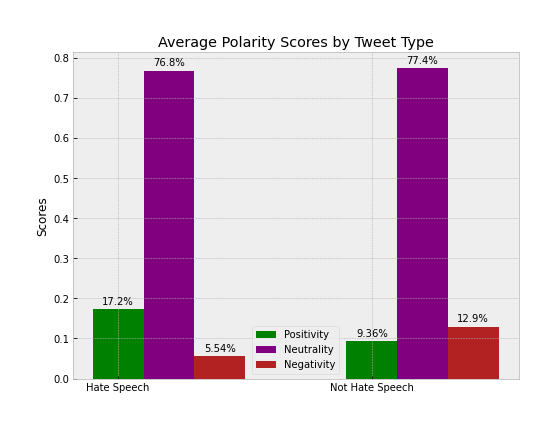 Average Polarity Scores by Tweet Type
Scores
0.8
0.7
0.6
0.5
0.4
0.3
0.2
0.1
0.0
17.2%
76.8%
5.54%
9.36%
77.4%
12.9%
Positivity
Neutrality
Negativity
Hate Speech
Not Hate Speech